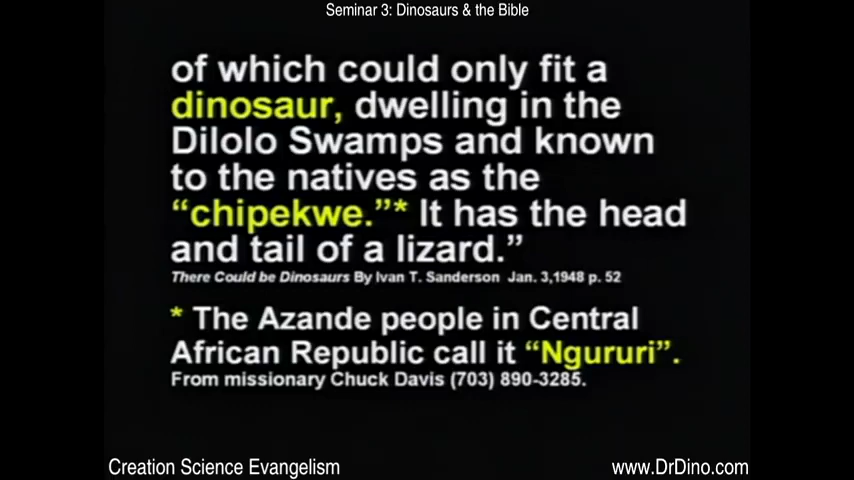 Seminar 3: Dinosaurs & the Bible
of which could only fit a
dinosaur, dwelling in the
Dilolo Swamps and known
to the natives as the
“chipekwe.”* It has the head
and tail of a lizard.”
There Could be Dinosaurs By Ivan T. Sanderson Jan. 3,1948 p. 52
* The Azande people in Central
African Republic call it “Ngururi”.
From missionary Chuck Davis (703) 890-3285.
Creation Science Evangelism
www.DrDino.com